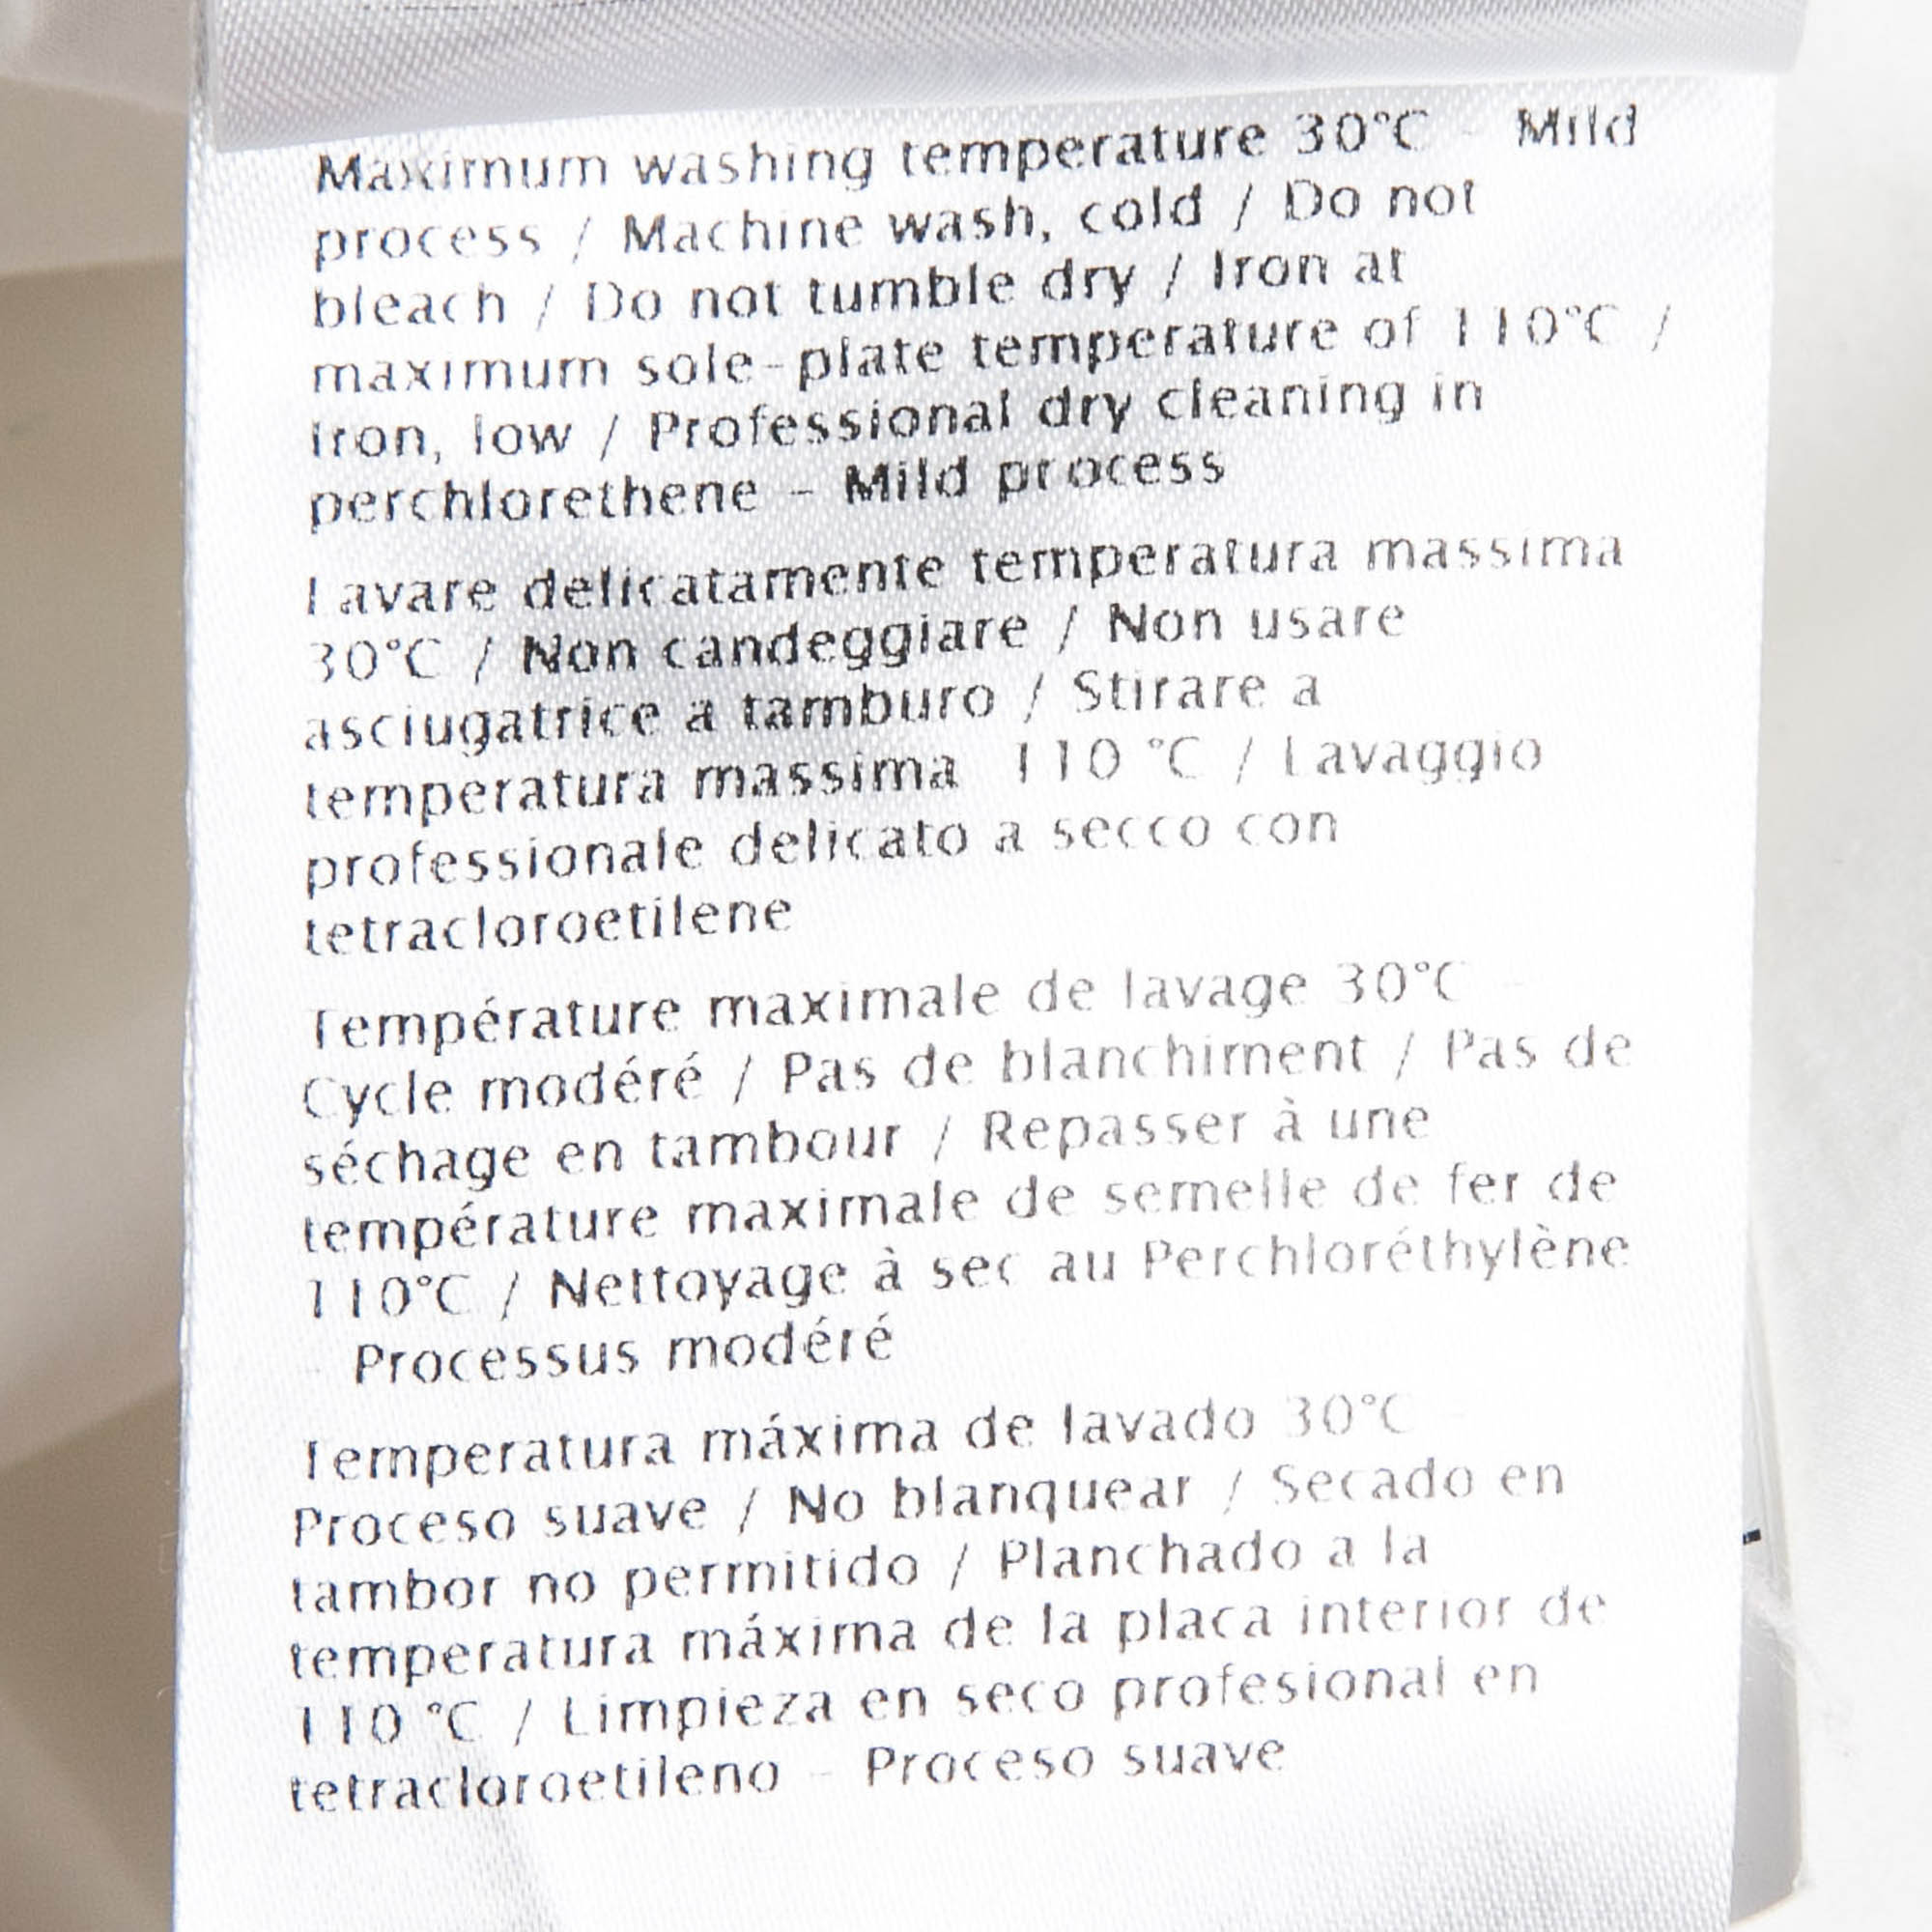 Maximum washing temperature 30°C - Mild
process / Machine wash, cold / Do not
bleach / Do not tumble dry / Iron at
maximum sole-plate temperature of 110°C /
Iron, low / Professional dry cleaning in
perchlorethene - Mild process
Lavare delicatamente temperatura massima
30°C / Non candeggiare / Non usare
asciugatrice a tamburo / Stirare a
temperatura massima 110 °C / Lavaggio
professionale delicato a secco con
tetracloroetilene
Température maximale de lavage 30°C -
Cycle modéré / Pas de blanchiment / Pas de
séchage en tambour / Repasser à une
température maximale de semelle de fer de
110°C / Nettoyage à sec au Perchloréthylène
- Processus modéré
Temperatura máxima de lavado 30°C -
Proceso suave / No blanquear / Secado en
tambor no permitido / Planchado a la
temperatura máxima de la placa interior de
110 °C / Limpieza en seco profesional en
tetracloroetileno - Proceso suave